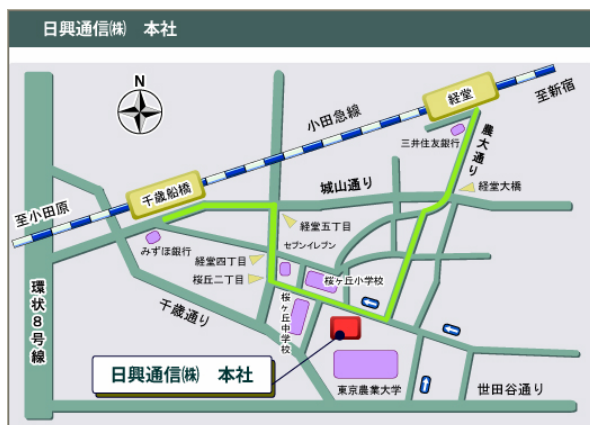 日興通信㈱　本社
N
経堂
至新宿
小田急線
三井住友銀行
農大通り
千歳船橋
城山通り
経堂大橋
至小田原
経堂五丁目
みずほ銀行
セブンイレブン
経堂四丁目
桜丘二丁目
桜ヶ丘小学校
環状8号線
千歳通り
桜ヶ丘中学校
日興通信㈱　本社
東京農業大学
世田谷通り